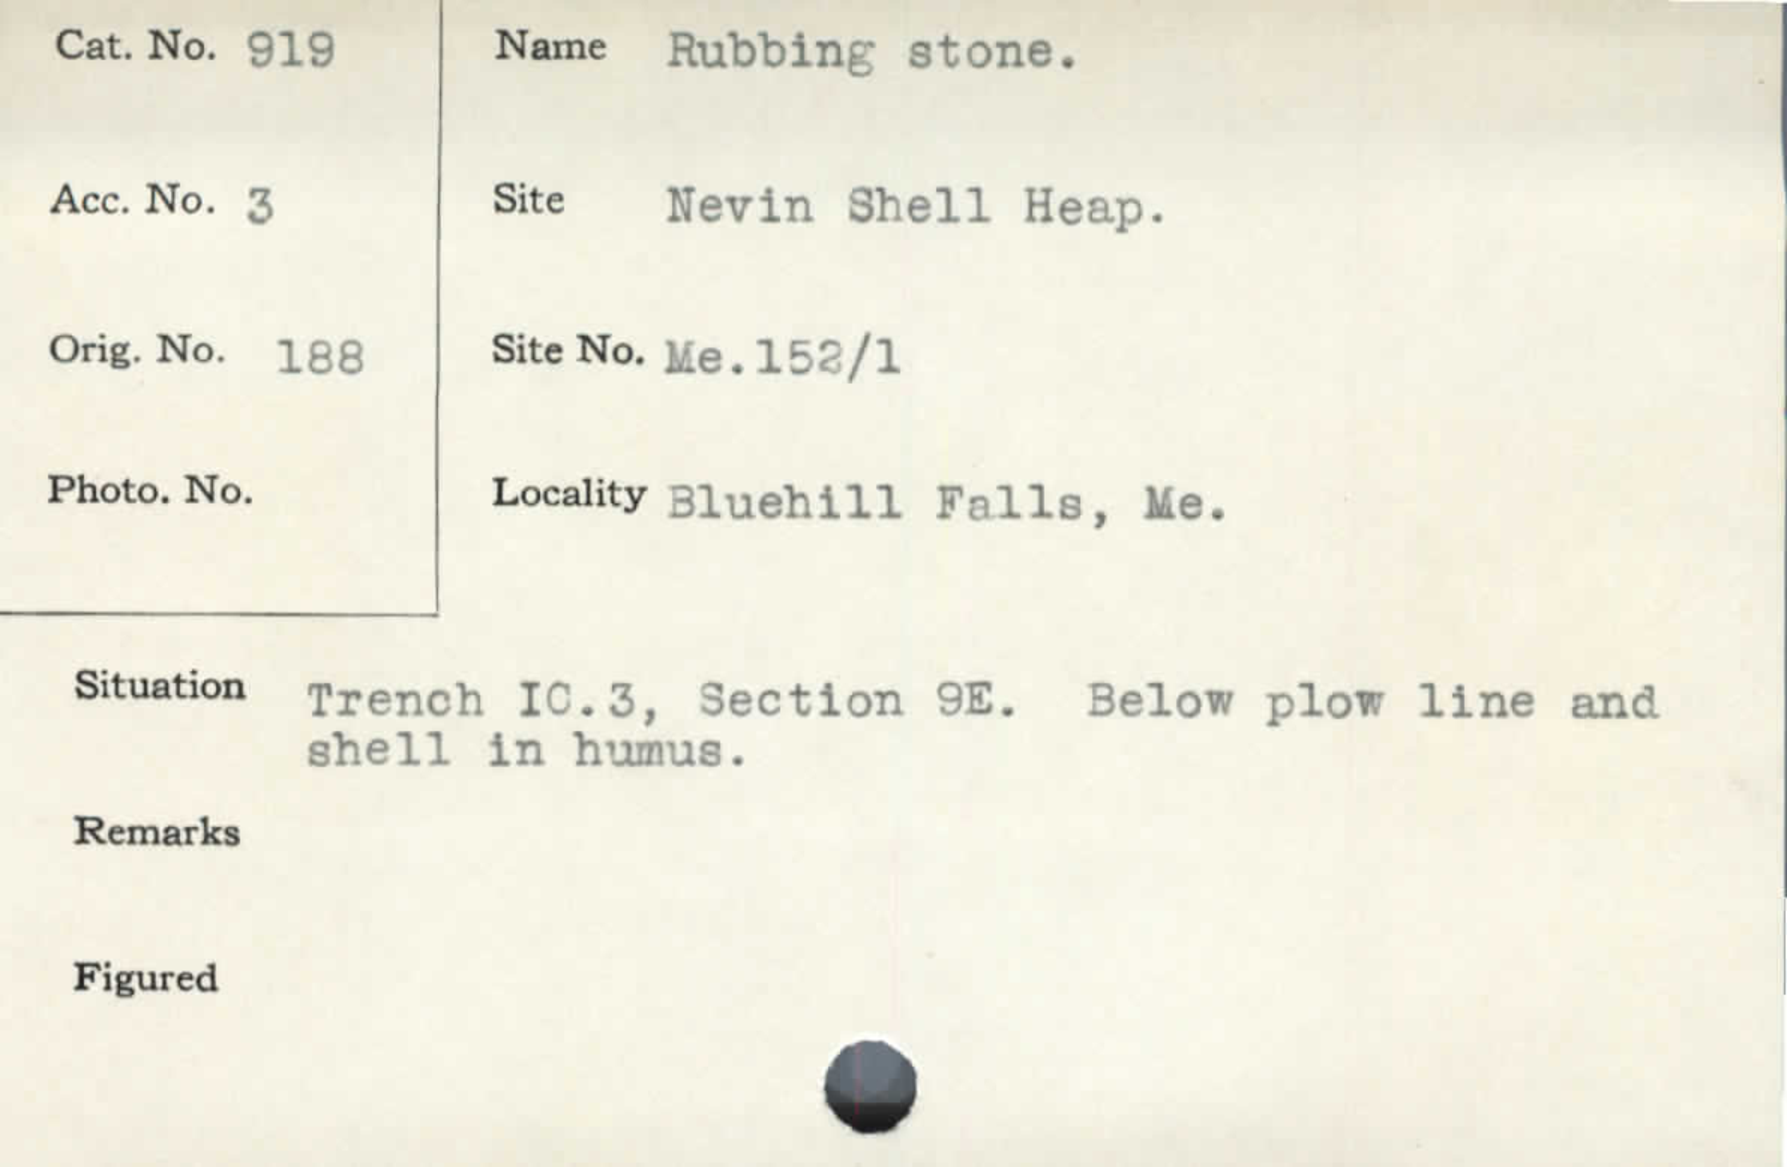 Cat. No. 919
Name Rubbing stone.
Acc. No. 3
Site Nevin Shell Heap.
Orig. No. 188
Site No. Me.152/1
Photo. No.
Locality Bluehill Falls, Me.
Situation Trench IC.3, Section 9E. Below plow line and
shell in humus.
Remarks
Figured